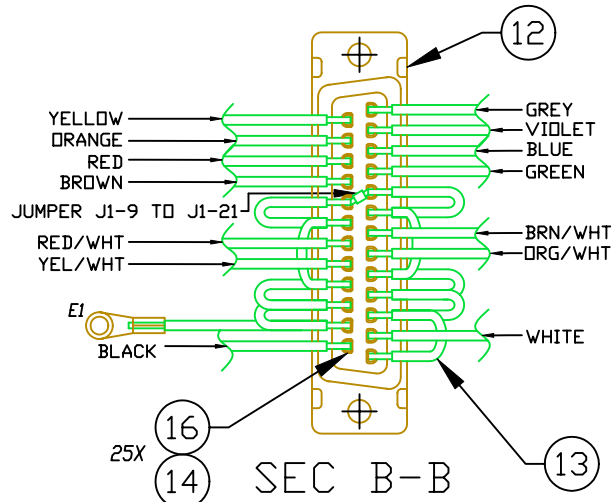 12
YELLOW
ORANGE
RED
BROWN
JUMPER J1-9 TO J1-21
RED/WHT
YEL/WHT
E1
BLACK
GREY
VIOLET
BLUE
GREEN
BRN/WHT
ORG/WHT
WHITE
25X
16
14
13
SEC B-B